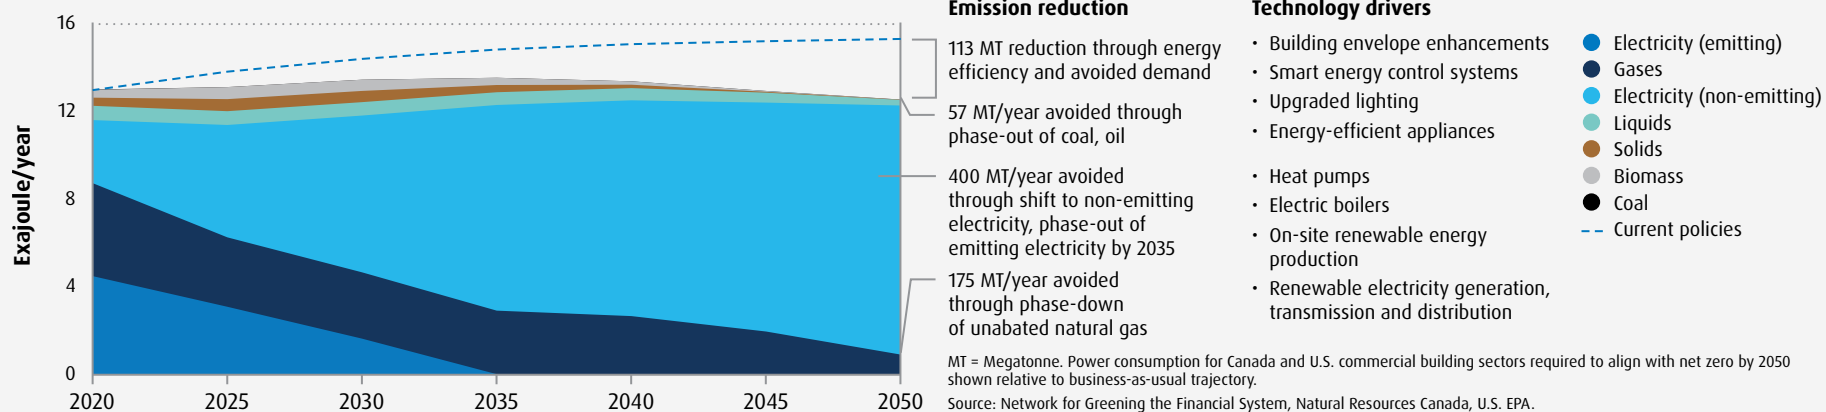 Exajoule/year
16
12
8
4
0
2020
2025
2030
2035
2040
2045
2050
Emission reduction
113 MT reduction through energy
efficiency and avoided demand
57 MT/year avoided through
phase-out of coal, oil
400 MT/year avoided
through shift to non-emitting
electricity, phase-out of
emitting electricity by 2035
175 MT/year avoided
through phase-down
of unabated natural gas
Technology drivers
• Building envelope enhancements
• Smart energy control systems
• Upgraded lighting
• Energy-efficient appliances
• Heat pumps
• Electric boilers
• On-site renewable energy
production
• Renewable electricity generation,
transmission and distribution
Electricity (emitting)
Gases
Electricity (non-emitting)
Liquids
Solids
Biomass
Coal
Current policies
MT = Megatonne. Power consumption for Canada and U.S. commercial building sectors required to align with net zero by 2050
shown relative to business-as-usual trajectory.
Source: Network for Greening the Financial System, Natural Resources Canada, U.S. EPA.